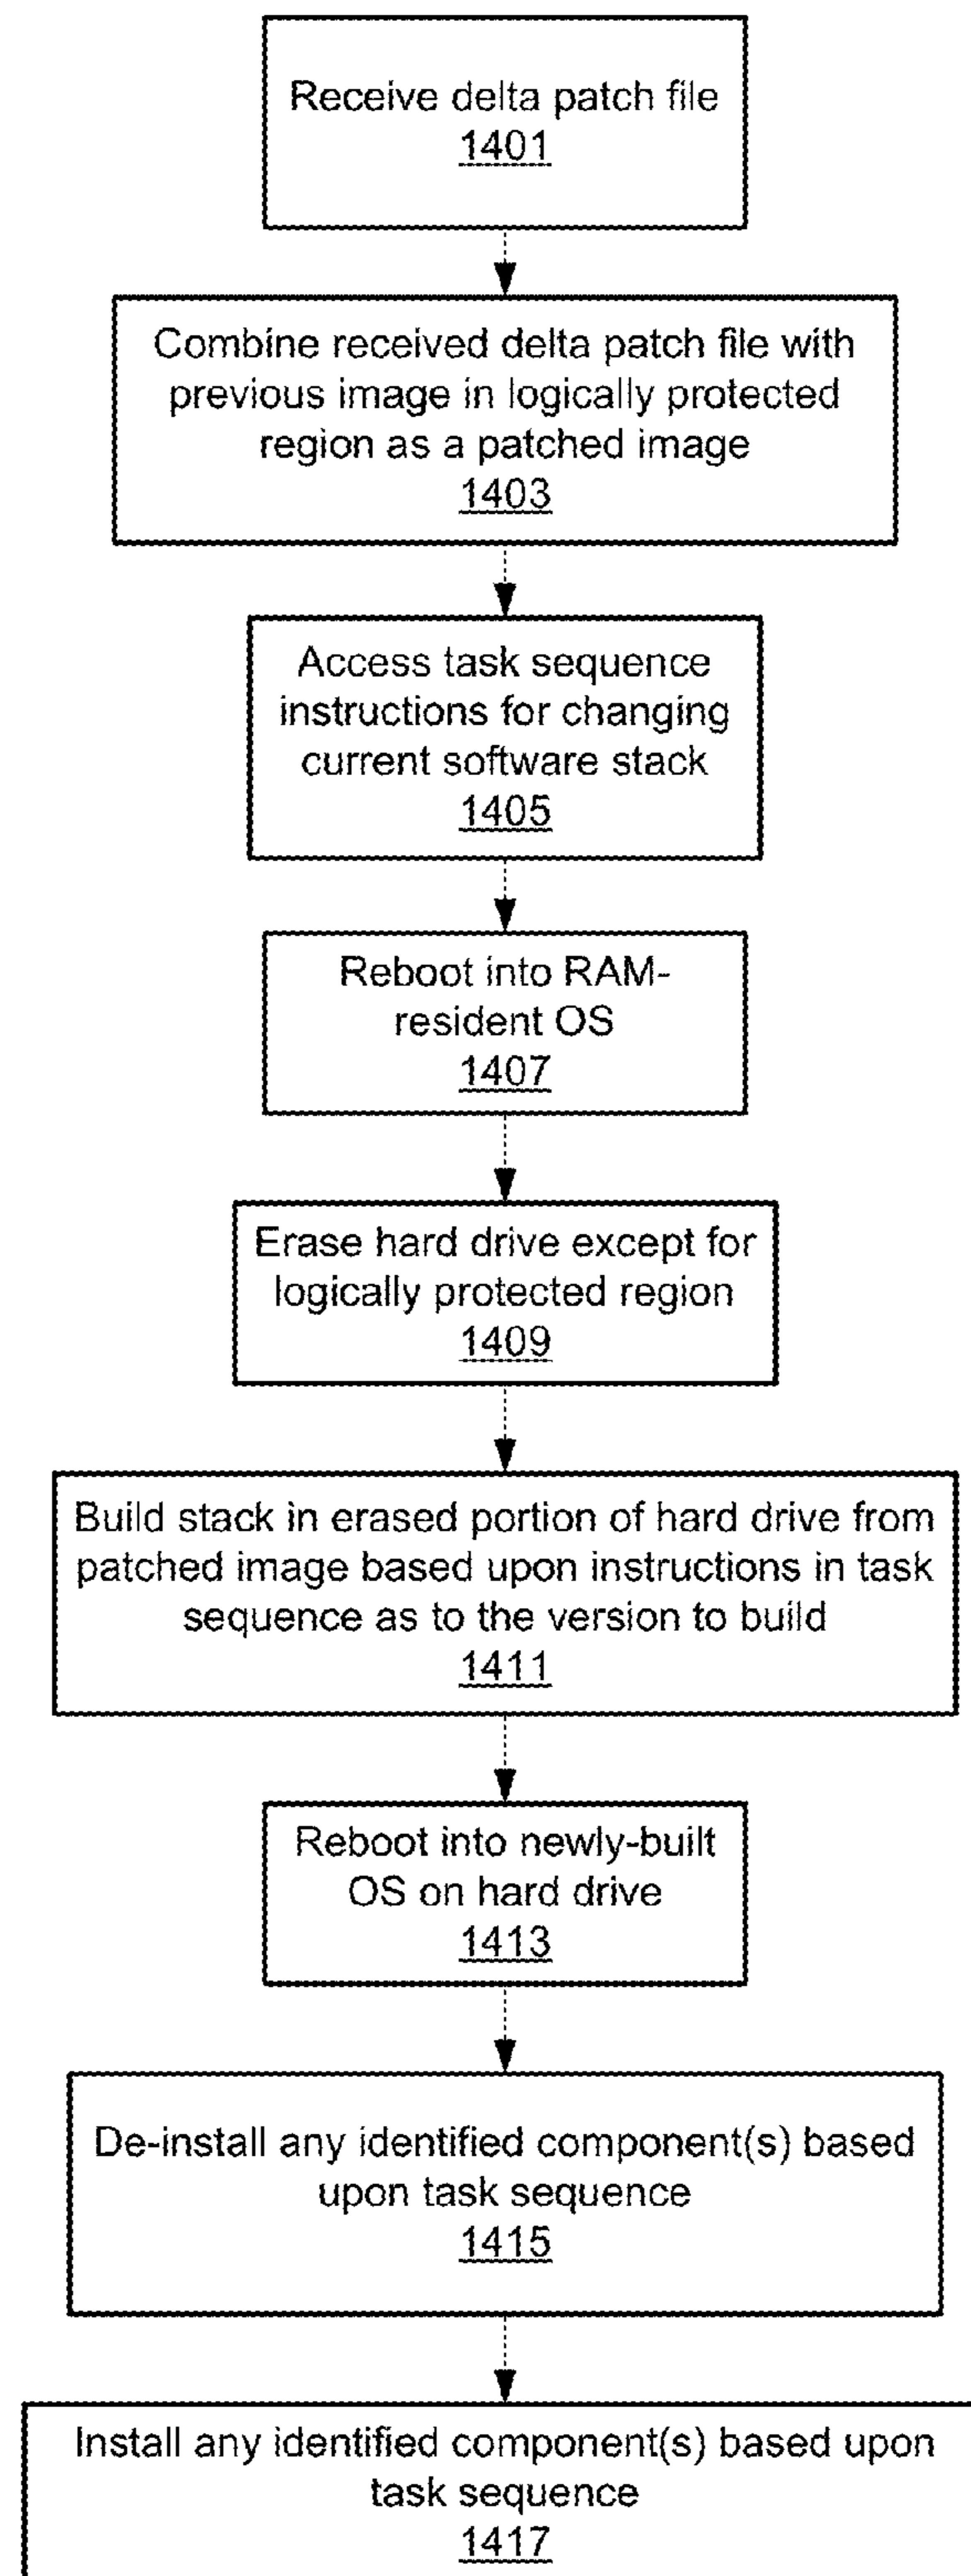 Receive delta patch file
1401
Combine received delta patch file with
previous image in logically protected
region as a patched image
1403
Access task sequence
instructions for changing
current software stack
1405
Reboot into RAM-
resident OS
1407
Erase hard drive except for
logically protected region
1409
Build stack in erased portion of hard drive from
patched image based upon instructions in task
sequence as to the version to build
1411
Reboot into newly-built
OS on hard drive
1413
De-install any identified component(s) based
upon task sequence
1415
Install any identified component(s) based upon
task sequence
1417